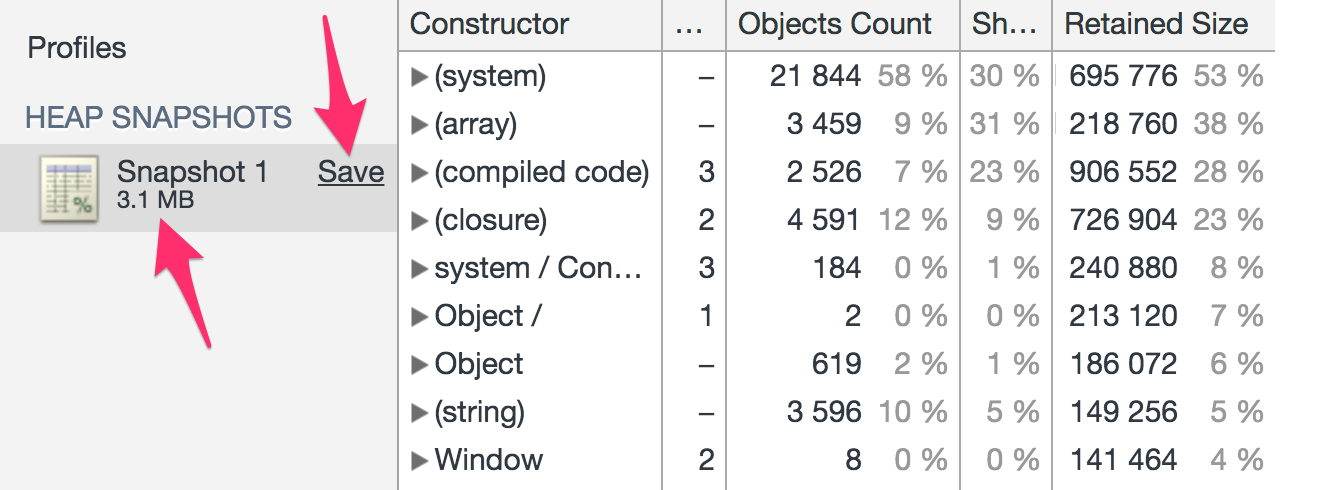 Profiles
HEAP SNAPSHOTS
Snapshot 1 Save
3.1 MB
Constructor ... Objects Count Sh... Retained Size
(system) – 21 844 58 % 30 % 695 776 53 %
(array) – 3 459 9 % 31 % 218 760 38 %
(compiled code) 3 2 526 7 % 23 % 906 552 28 %
(closure) 2 4 591 12 % 9 % 726 904 23 %
system / Con... 3 184 0 % 1 % 240 880 8 %
Object / 1 2 0 % 0 % 213 120 7 %
Object – 619 2 % 1 % 186 072 6 %
(string) – 3 596 10 % 5 % 149 256 5 %
Window 2 8 0 % 0 % 141 464 4 %